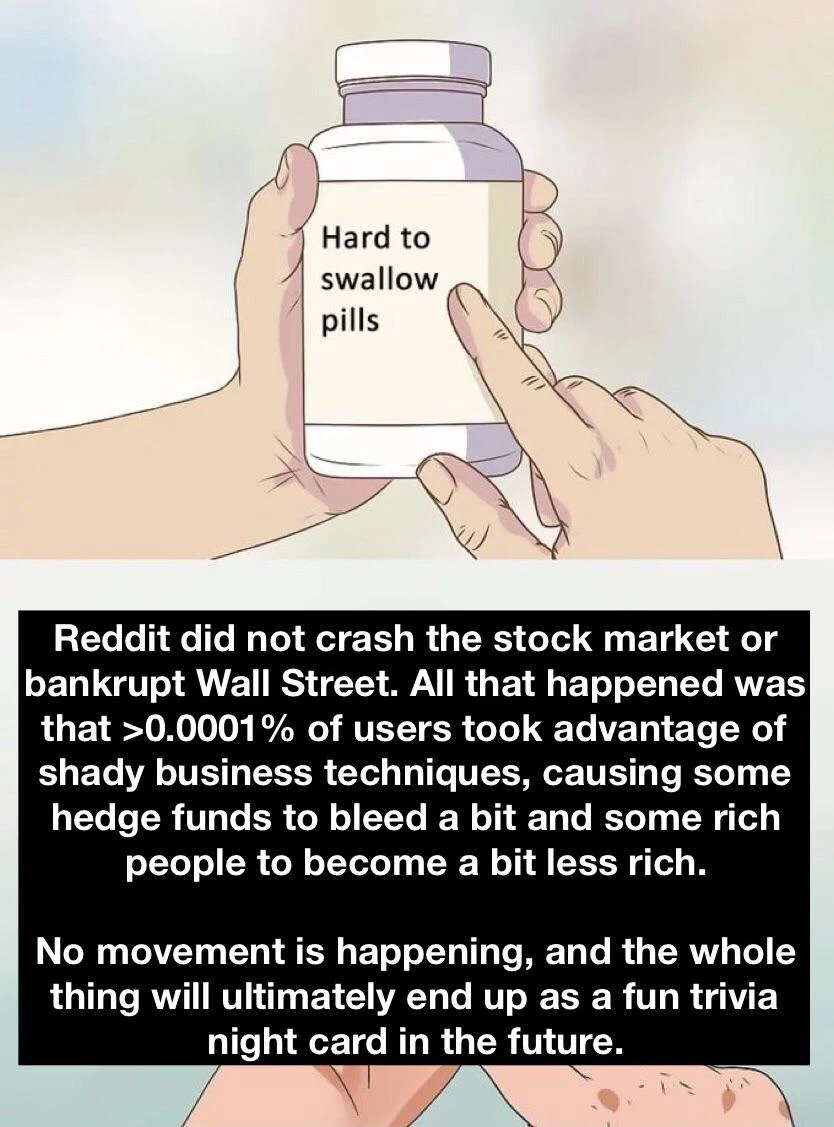 Hard to
swallow
pills
Reddit did not crash the stock market or
bankrupt Wall Street. All that happened was
that >0.0001% of users took advantage of
shady business techniques, causing some
hedge funds to bleed a bit and some rich
people to become a bit less rich.
No movement is happening, and the whole
thing will ultimately end up as a fun trivia
night card in the future.